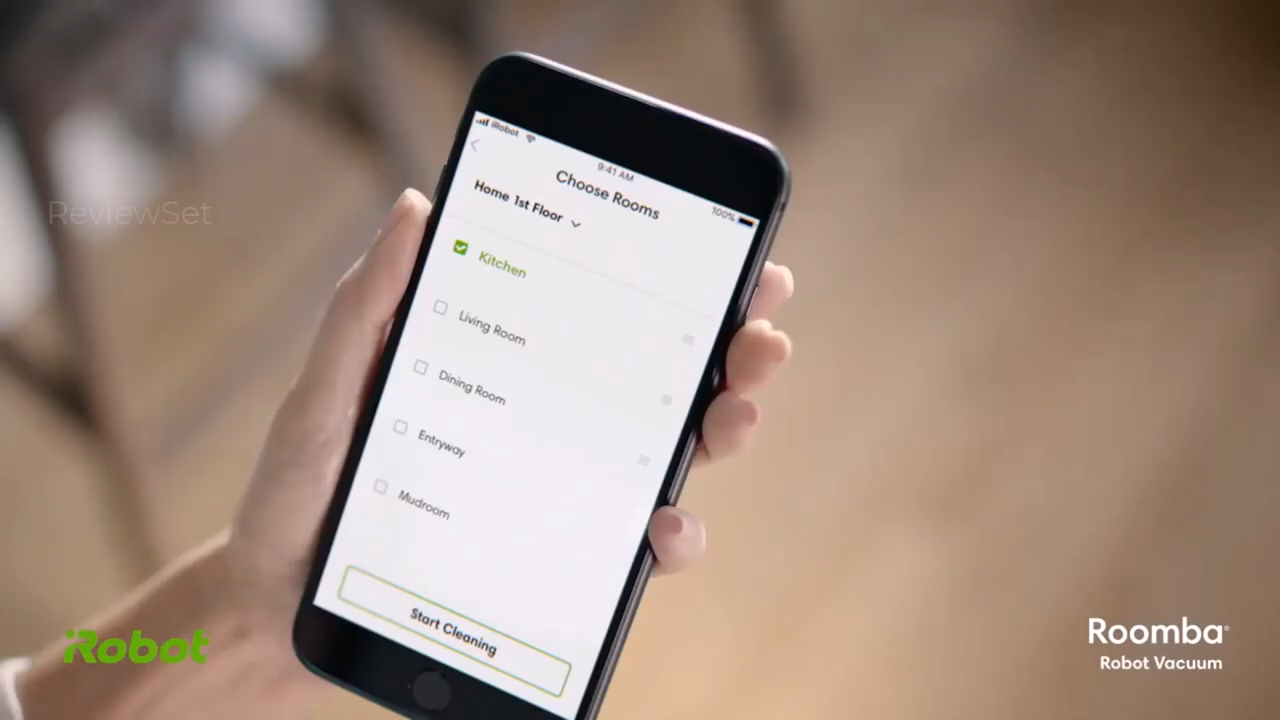 ReviewSet
iRobot
9:41 AM
100%
Choose Rooms
Home 1st Floor
Kitchen
Living Room
Dining Room
Entryway
Mudroom
Start Cleaning
iRobot
Roomba®
Robot Vacuum